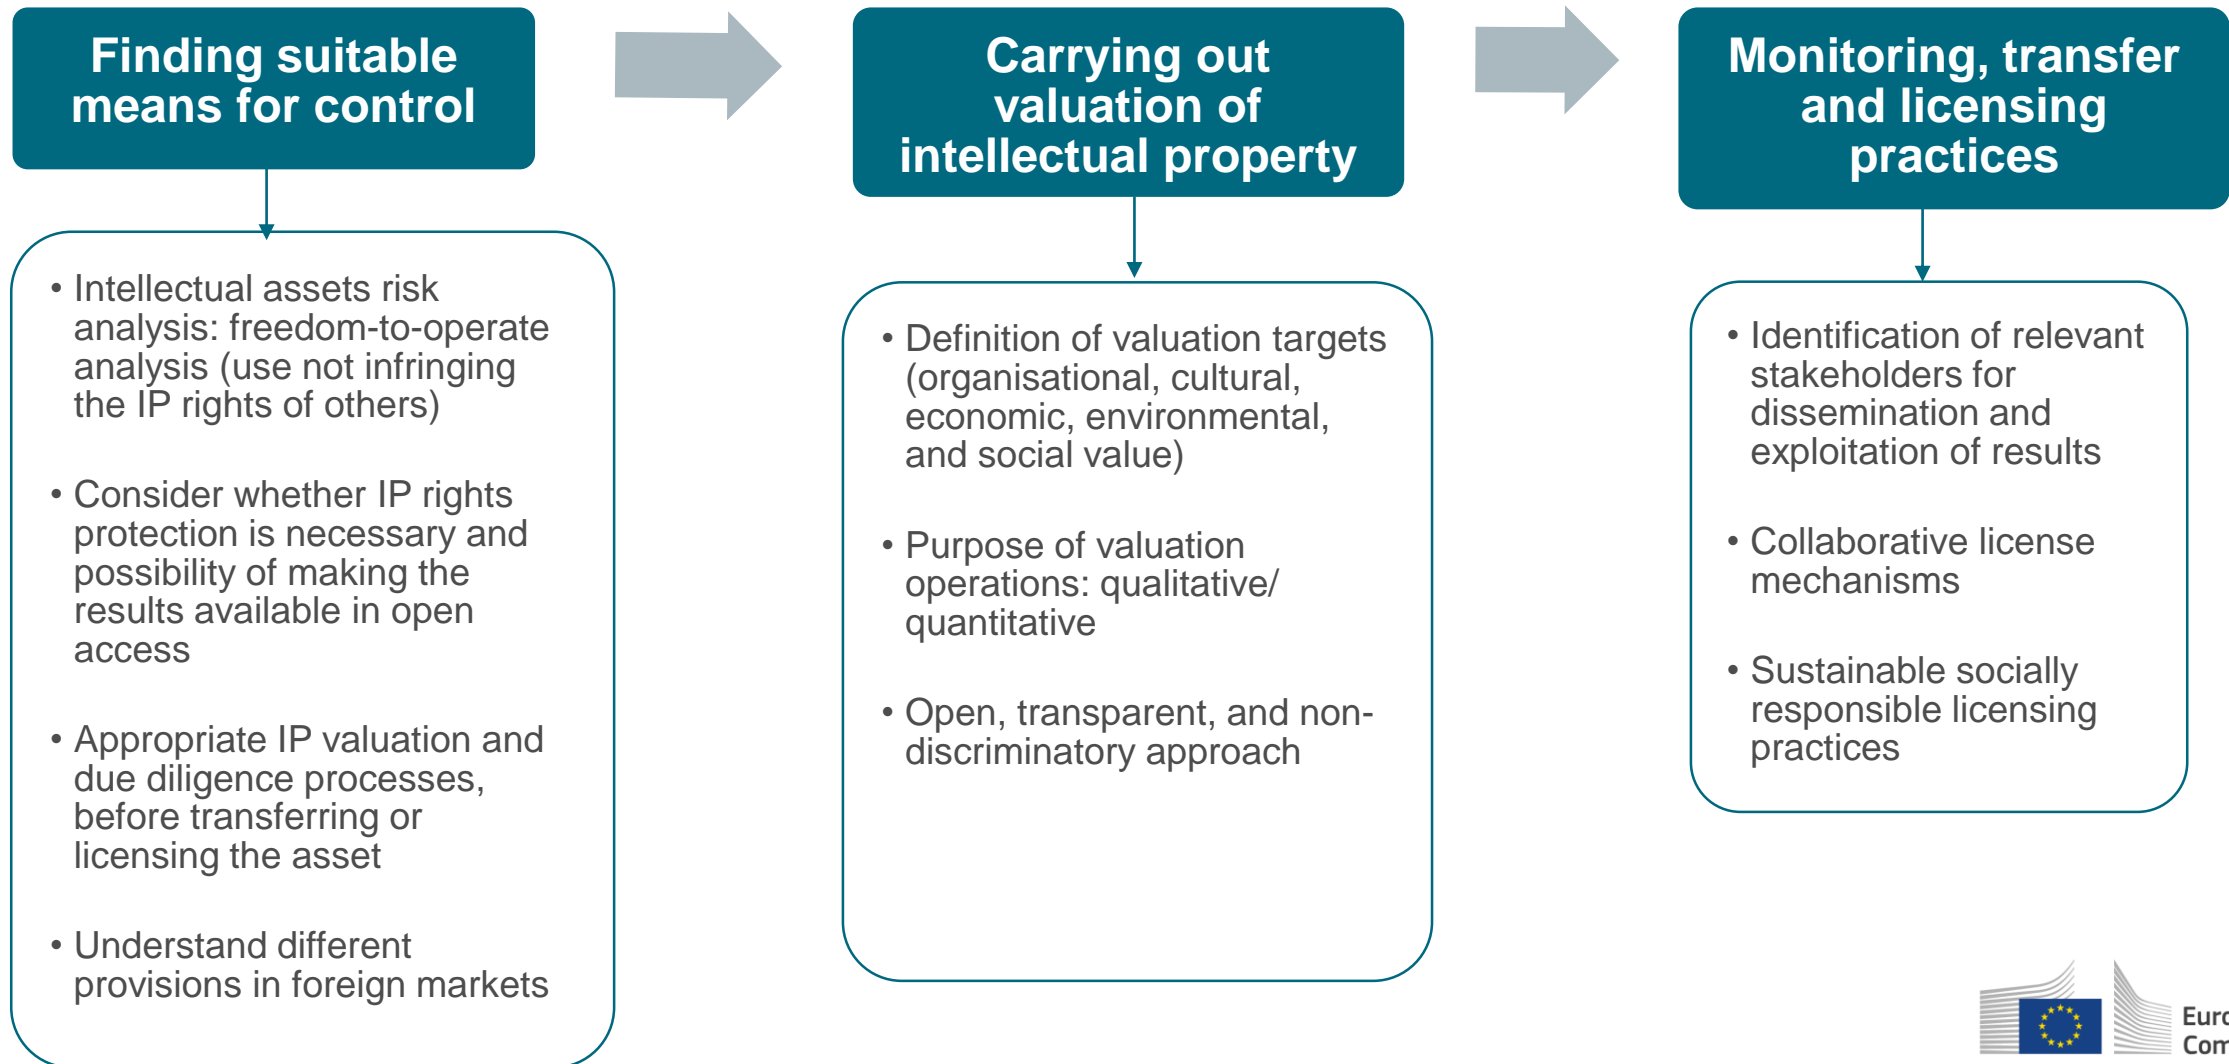 Finding suitable
means for control
• Intellectual assets risk
analysis: freedom-to-operate
analysis (use not infringing
the IP rights of others)
• Consider whether IP rights
protection is necessary and
possibility of making the
results available in open
access
• Appropriate IP valuation and
due diligence processes,
before transferring or
licensing the asset
• Understand different
provisions in foreign markets
Carrying out
valuation of
intellectual property
• Definition of valuation targets
(organisational, cultural,
economic, environmental,
and social value)
• Purpose of valuation
operations: qualitative/
quantitative
• Open, transparent, and non-
discriminatory approach
Monitoring, transfer
and licensing
practices
• Identification of relevant
stakeholders for
dissemination and
exploitation of results
• Collaborative license
mechanisms
• Sustainable socially
responsible licensing
practices
Euro
Com